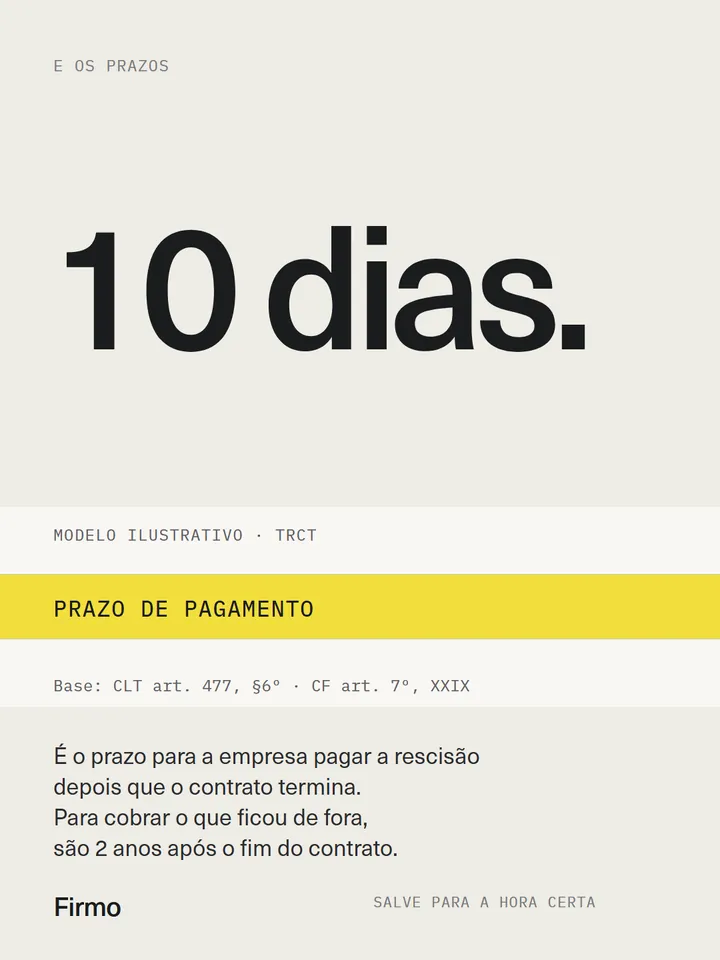 E OS PRAZOS
10 dias.
MODELO ILUSTRATIVO · TRCT
PRAZO DE PAGAMENTO
Base: CLT art. 477, §6º · CF art. 7º, XXIX
É o prazo para a empresa pagar a rescisão
depois que o contrato termina.
Para cobrar o que ficou de fora,
são 2 anos após o fim do contrato.
Firmo
SALVE PARA A HORA CERTA